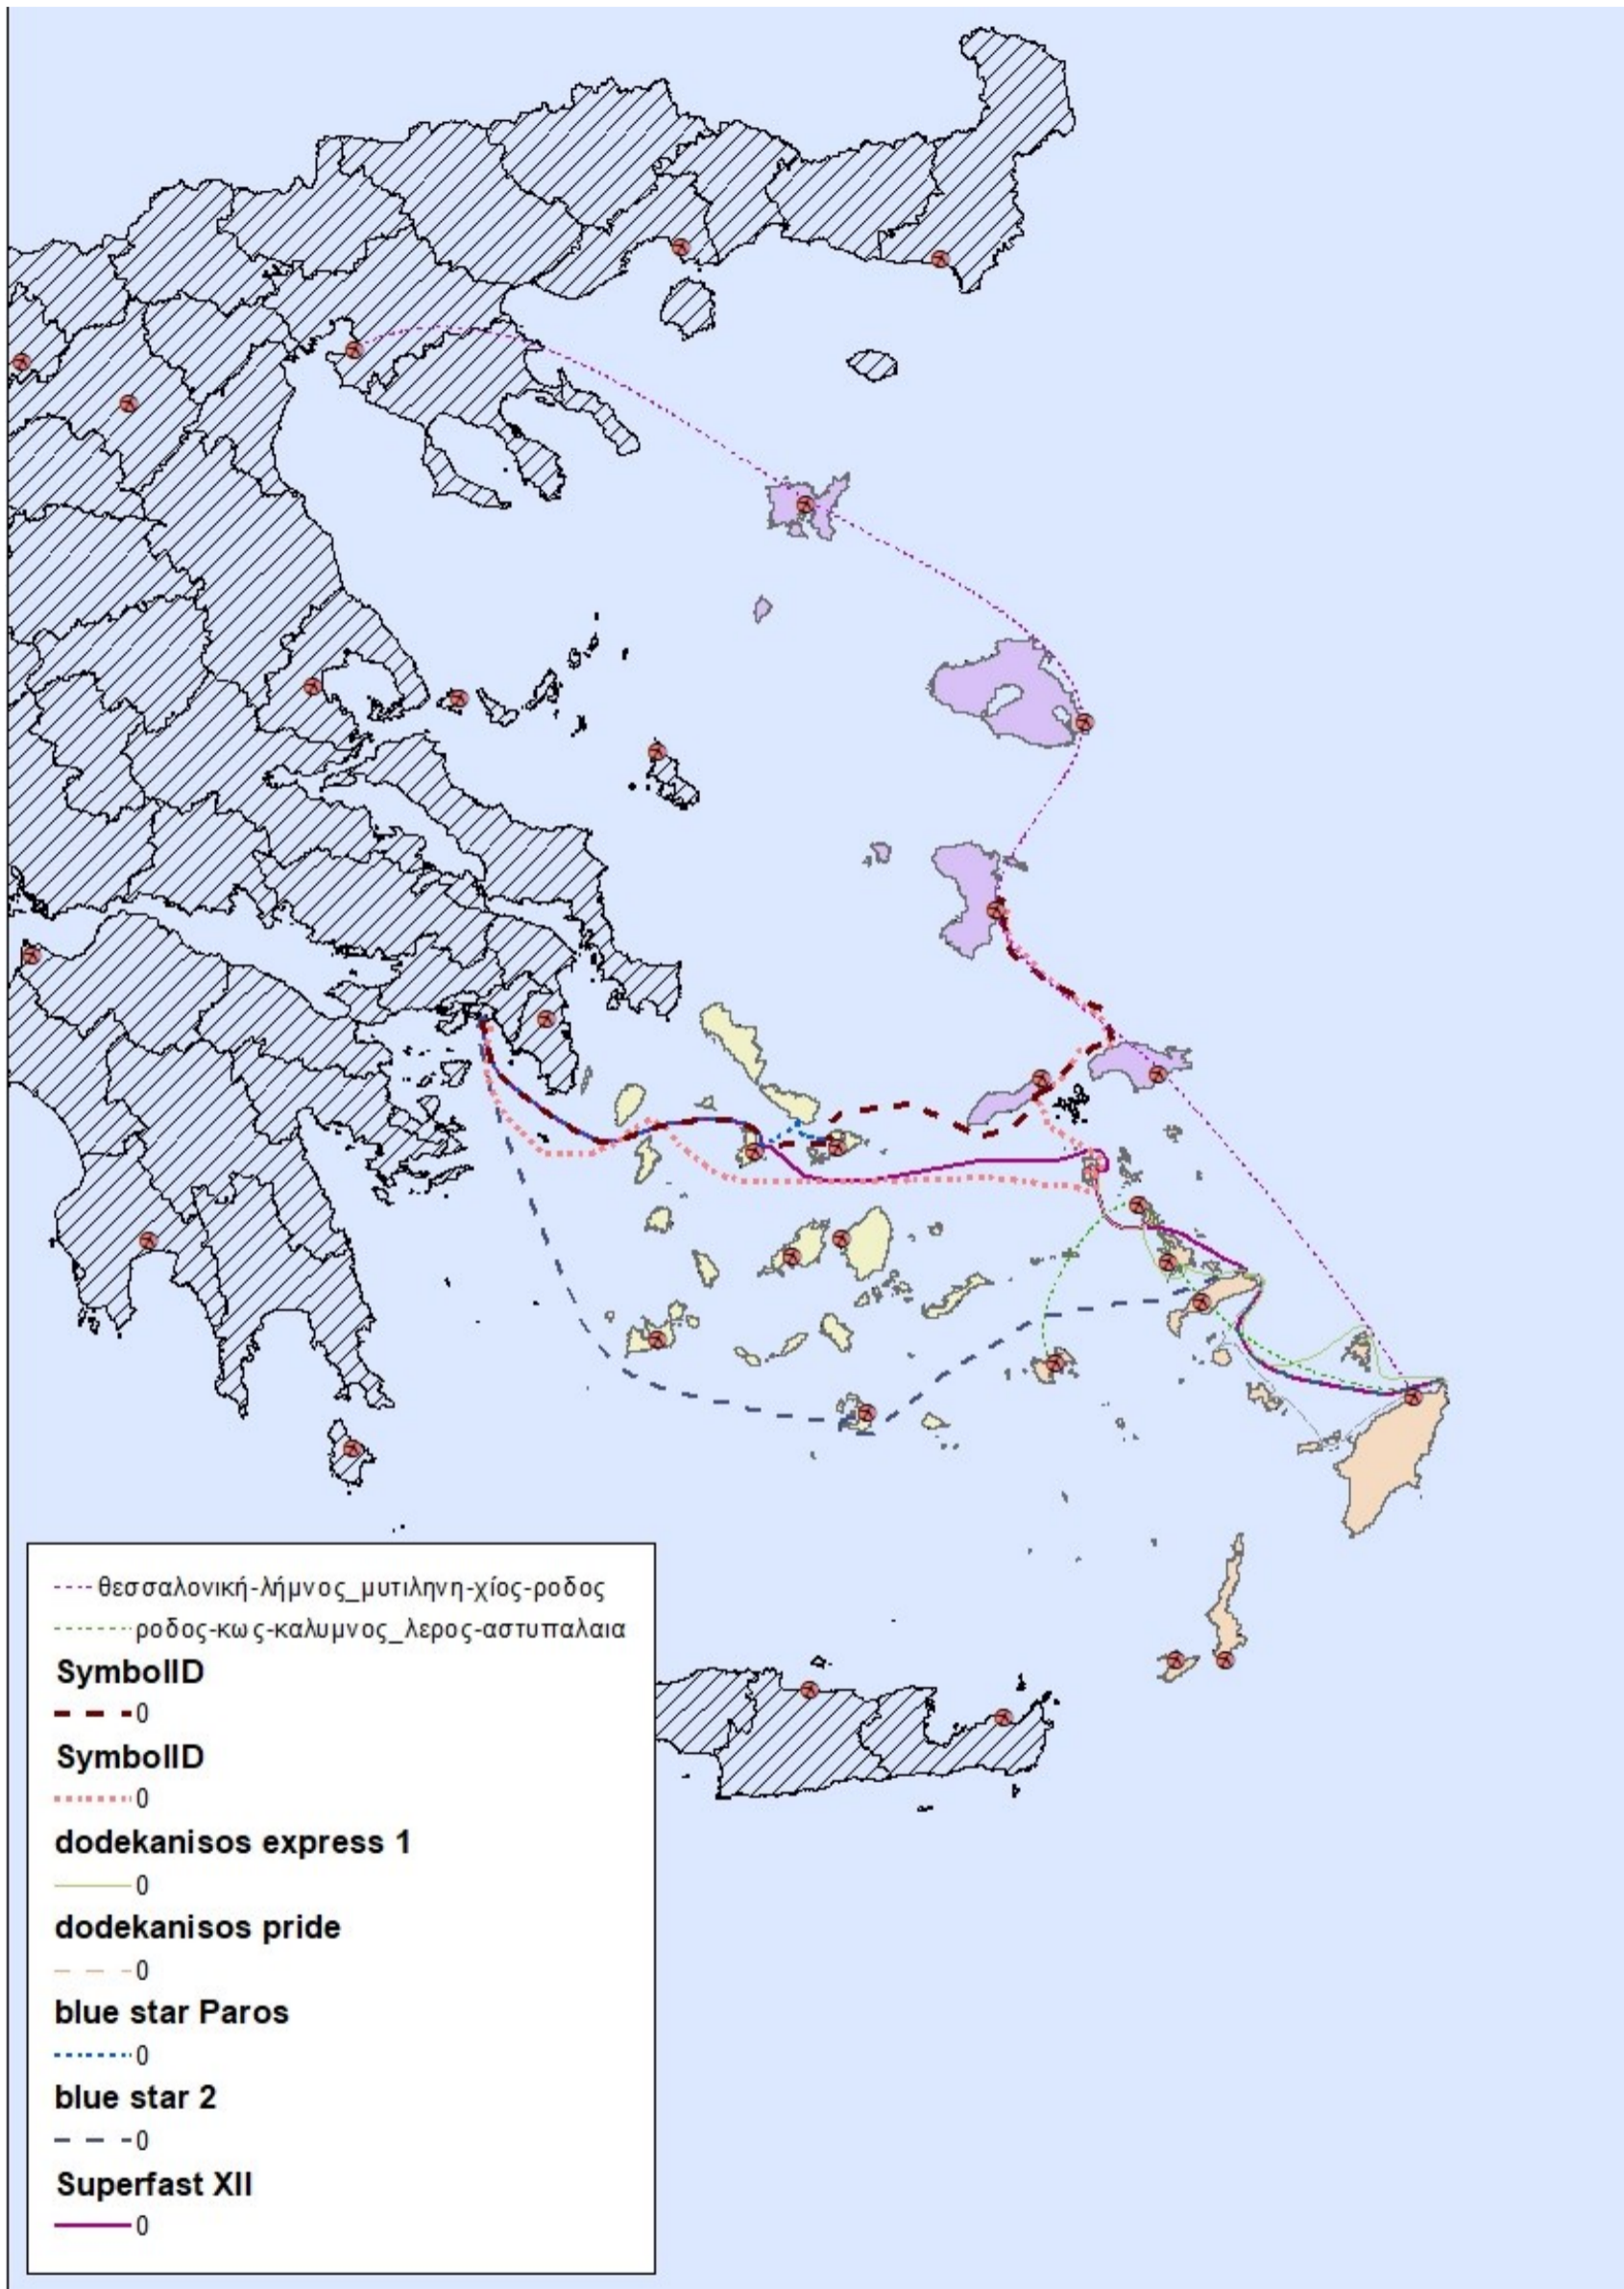 θεσσαλονική-λήμνος_μυτιληνη-χίος-ροδος
ροδος-κως-καλυμνος_λερος-αστυπαλαια
SymbolID
0
SymbolID
0
dodekanisos express 1
0
dodekanisos pride
0
blue star Paros
0
blue star 2
0
Superfast XII
0